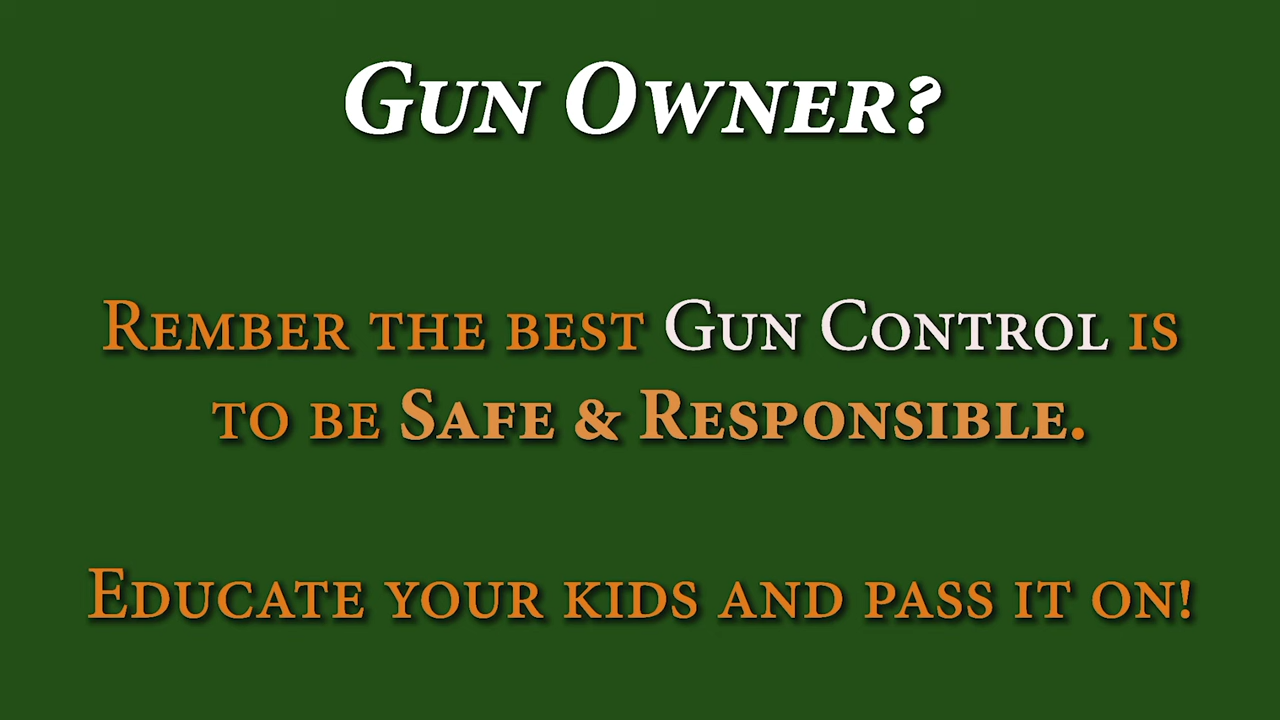 Gun Owner?
Rember the best Gun Control is
to be Safe & Responsible.
Educate your kids and pass it on!